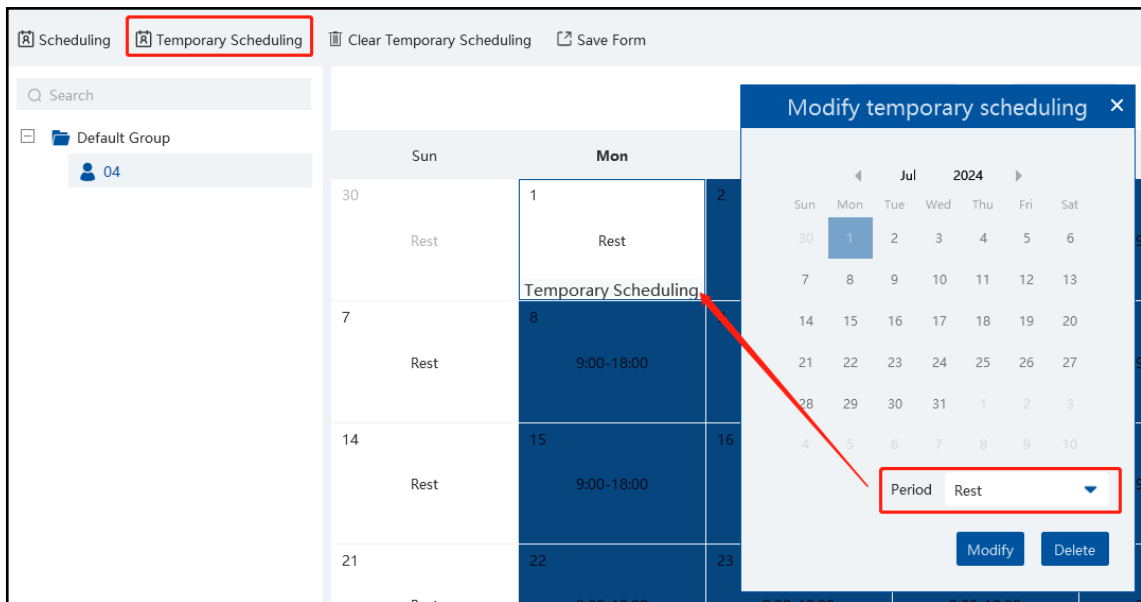 Scheduling Temporary Scheduling Clear Temporary Scheduling Save Form
Search
Default Group
04
Sun Mon
30 1 2
Rest Rest
Temporary Scheduling
7 8
Rest 9:00-18:00
14 15 16
Rest 9:00-18:00
21 22 23
Modify temporary scheduling
Jul 2024
Sun Mon Tue Wed Thu Fri Sat
30 1 2 3 4 5 6
7 8 9 10 11 12 13
14 15 16 17 18 19 20
21 22 23 24 25 26 27
28 29 30 31 1 2 3
4 5 6 7 8 9 10
Period Rest
Modify Delete